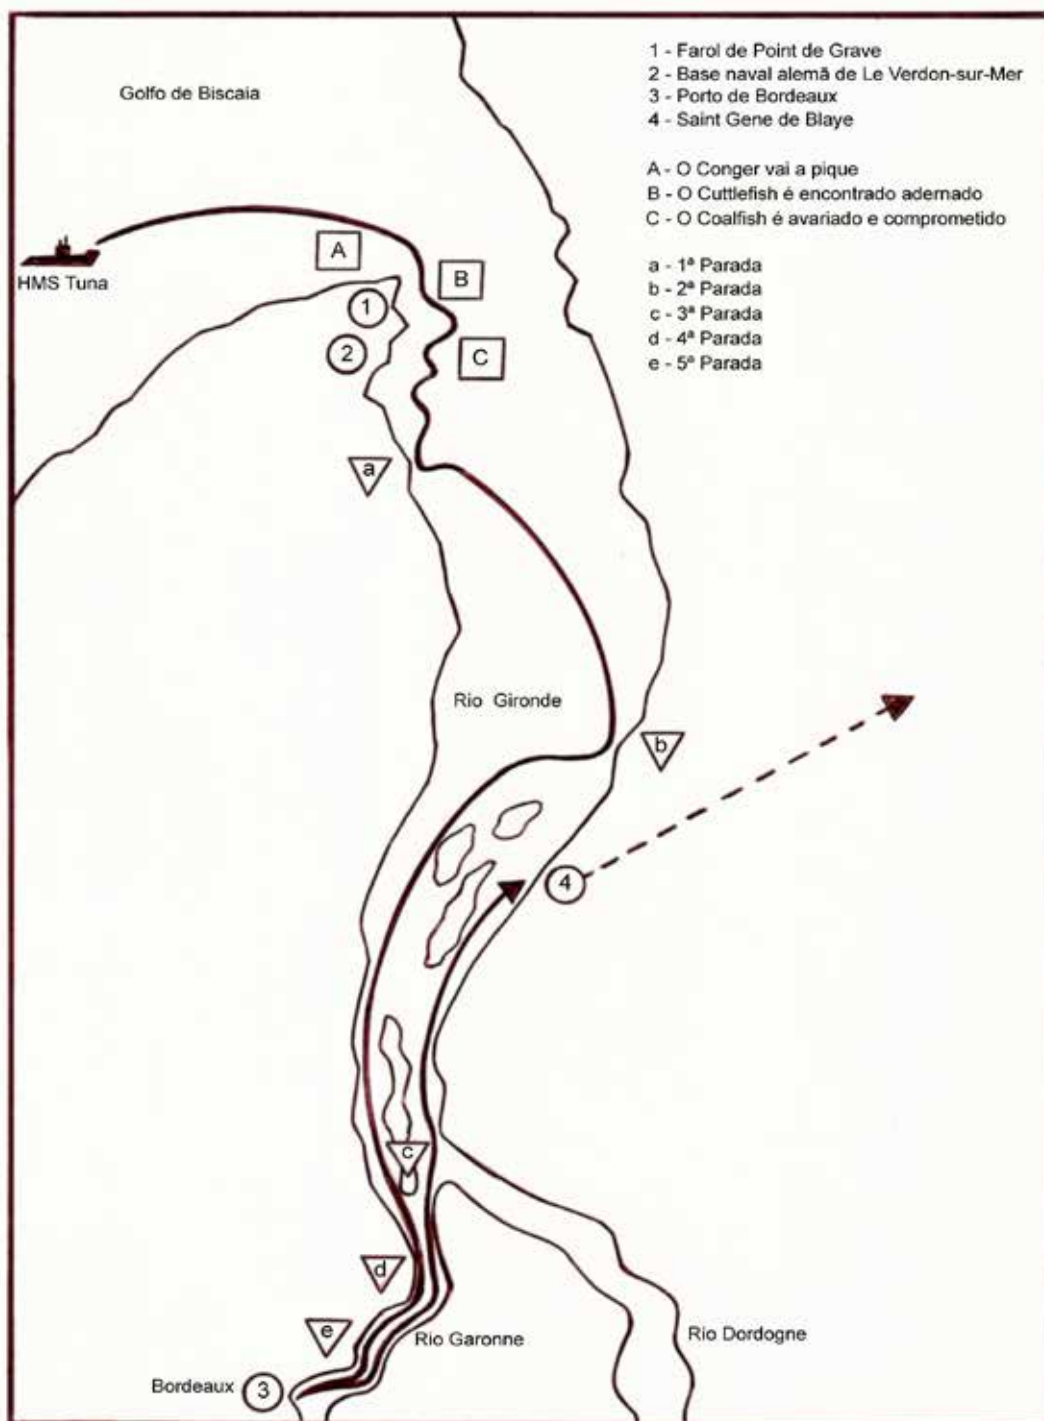 1 - Farol de Point de Grave
2 - Base naval alemã de Le Verdon-sur-Mer
3 - Porto de Bordeaux
4 - Saint Gene de Blaye
A - O Conger vai a pique
B - O Cuttlefish é encontrado adernado
C - O Coalfish é avariado e comprometido
a - 1ª Parada
b - 2ª Parada
c - 3ª Parada
d - 4ª Parada
e - 5ª Parada
Golfo de Biscaia
HMS Tuna
A
B
1
2
C
a
Rio Gironde
b
4
c
d
e
Rio Garonne
Rio Dordogne
Bordeaux
3